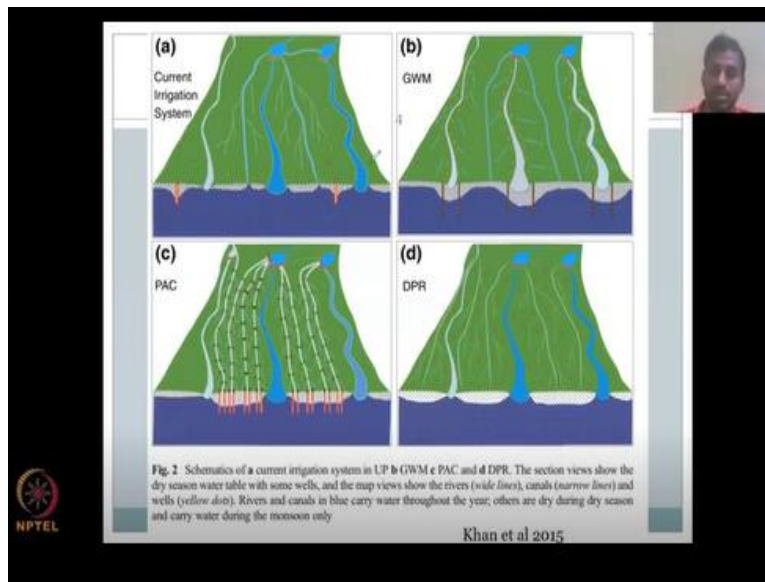 (a)
Current
Irrigation
System
(b)
GWM
(c)
PAC
(d)
DPR
Fig. 2 Schematics of a current irrigation system in UP b GWM c PAC and d DPR. The section views show the
dry season water table with some wells, and the map views show the rivers (wide lines), canals (narrow lines) and
wells (yellow dots). Rivers and canals in blue carry water throughout the year; others are dry during dry season
and carry water during the monsoon only
Khan et al 2015
NPTEL